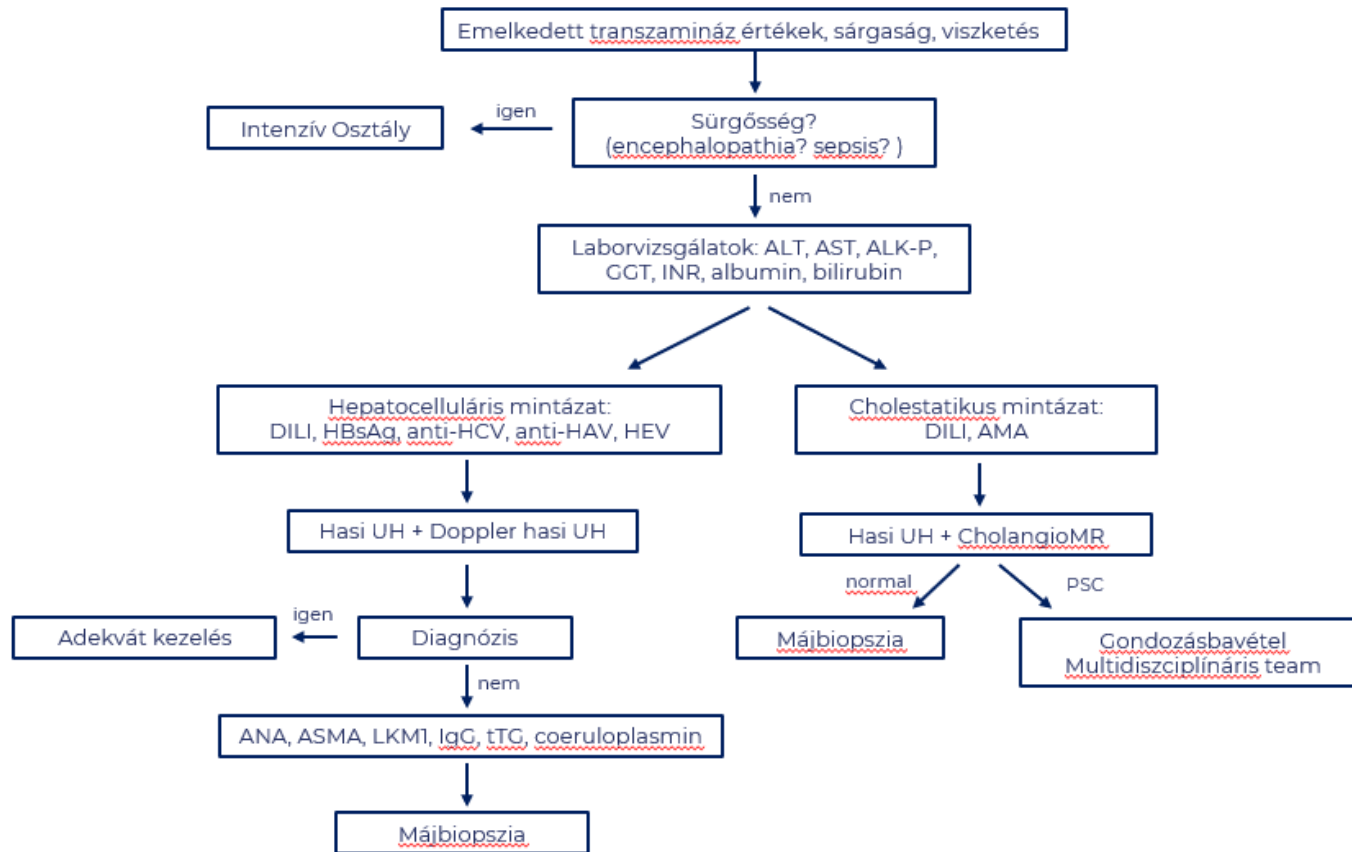 Emelkedett transzamináz értékek, sárgaság, viszketés
igen
Intenzív Osztály
Sürgősség?
(encephalopathia? sepsis? )
nem
Laborvizsgálatok: ALT, AST, ALK-P,
GGT, INR, albumin, bilirubin
Hepatocelluláris mintázat:
DILI, HBsAg, anti-HCV, anti-HAV, HEV
Cholestatikus mintázat:
DILI, AMA
Hasi UH + Doppler hasi UH
Hasi UH + CholangioMR
normal
PSC
igen
Adekvát kezelés
Diagnózis
Májbiopszia
Gondozásbavétel
Multidiszciplínáris team
nem
ANA, ASMA, LKM1, IgG, tTG, coeruloplasmin
Májbiopszia